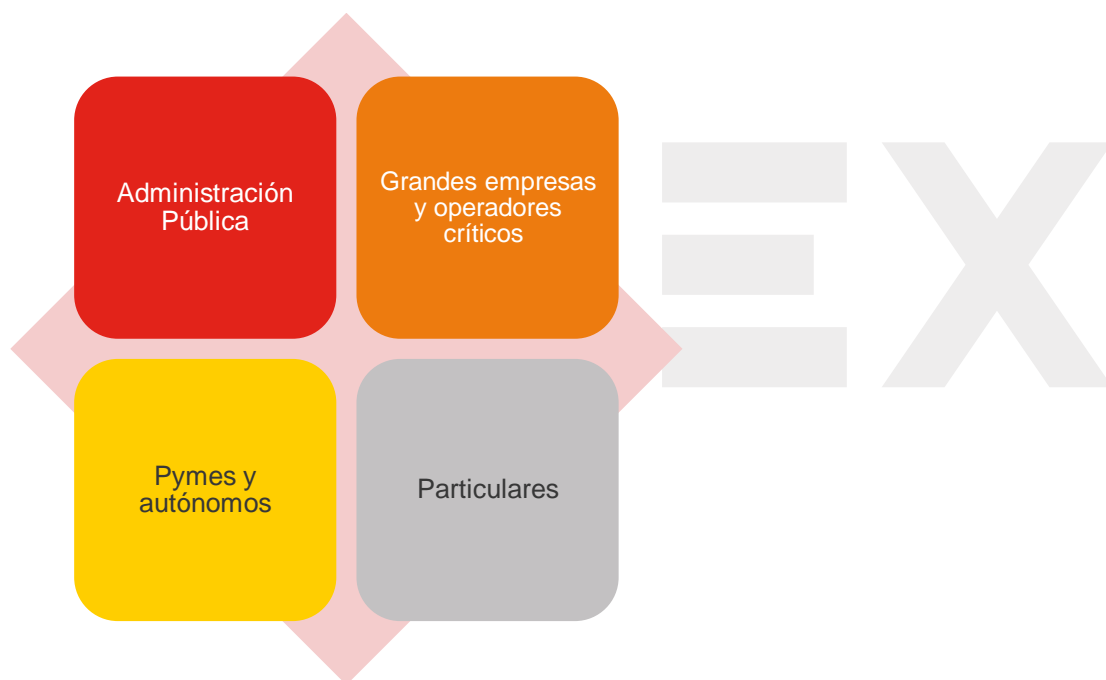 Administración
Pública
Grandes empresas
y operadores
críticos
EX
Pymes y
autónomos
Particulares